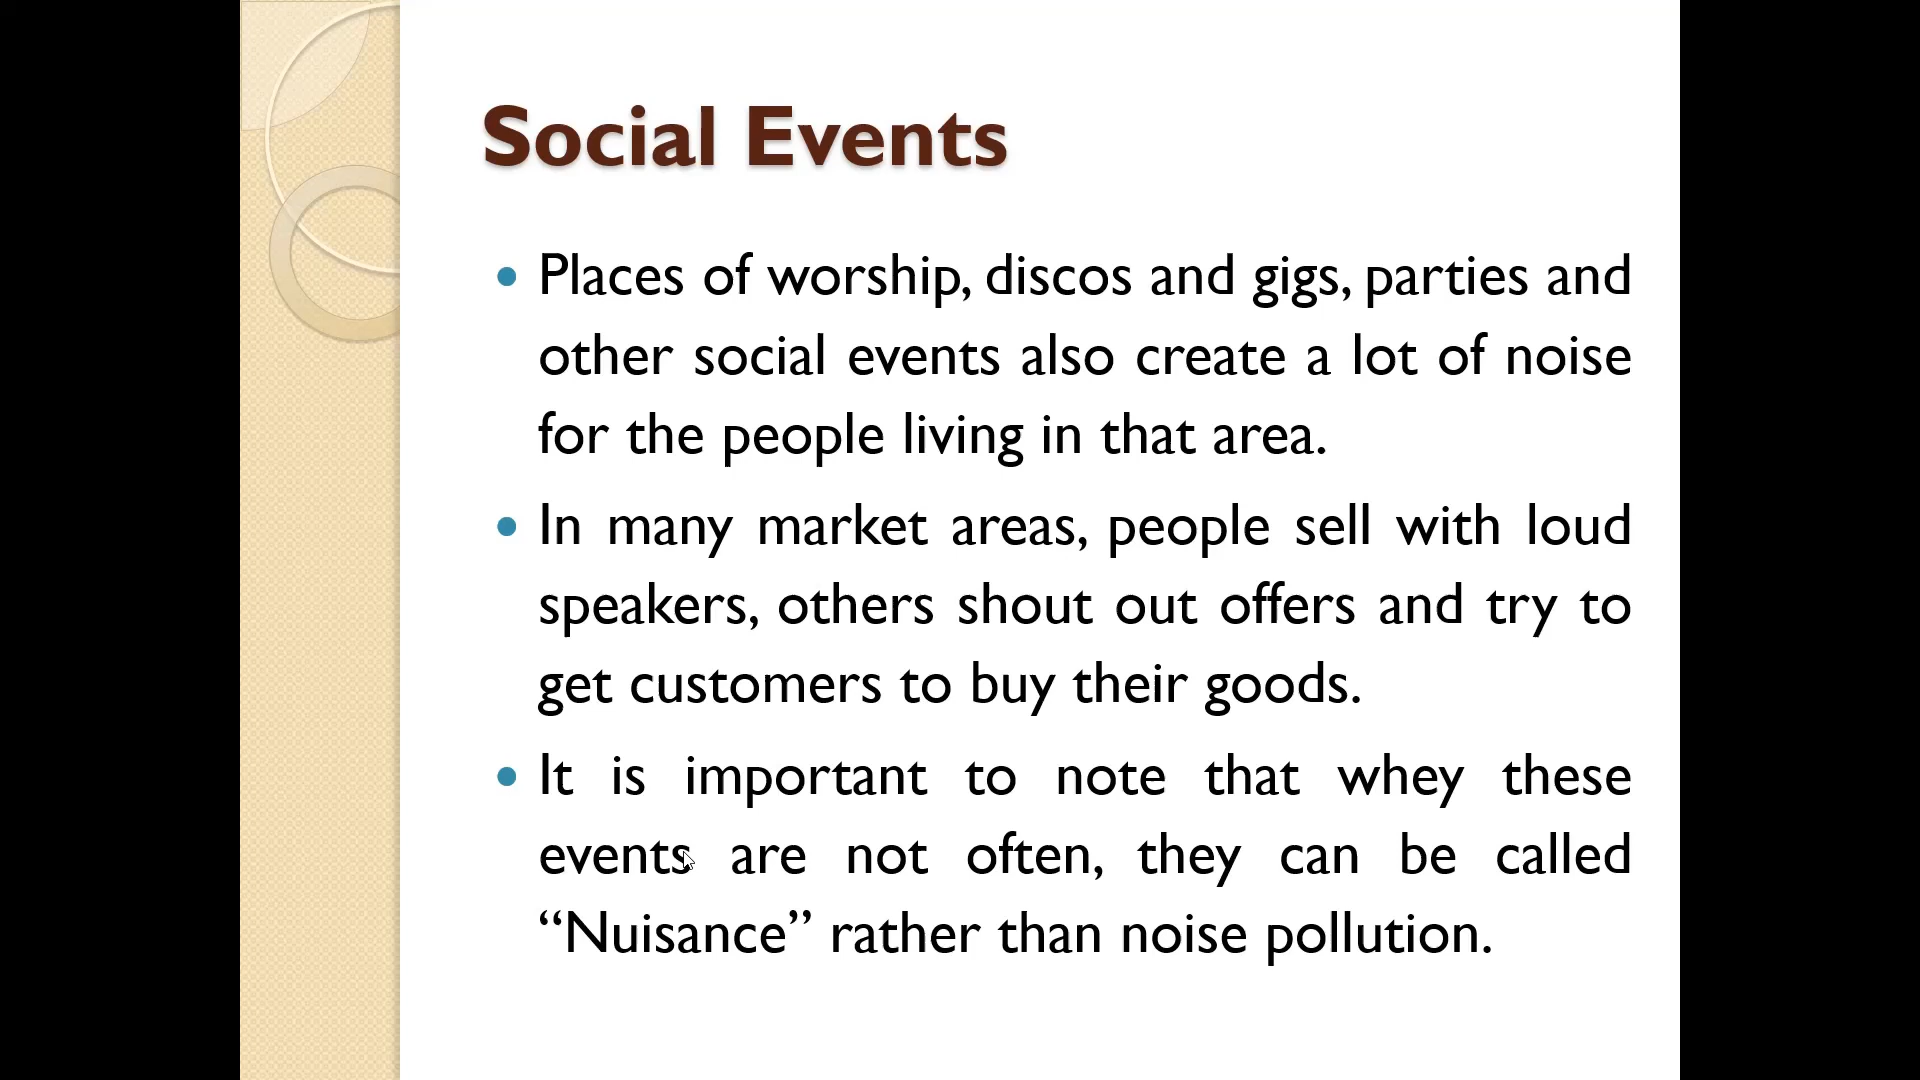 Social Events
• Places of worship, discos and gigs, parties and
other social events also create a lot of noise
for the people living in that area.
• In many market areas, people sell with loud
speakers, others shout out offers and try to
get customers to buy their goods.
• It is important to note that whey these
events are not often, they can be called
“Nuisance” rather than noise pollution.